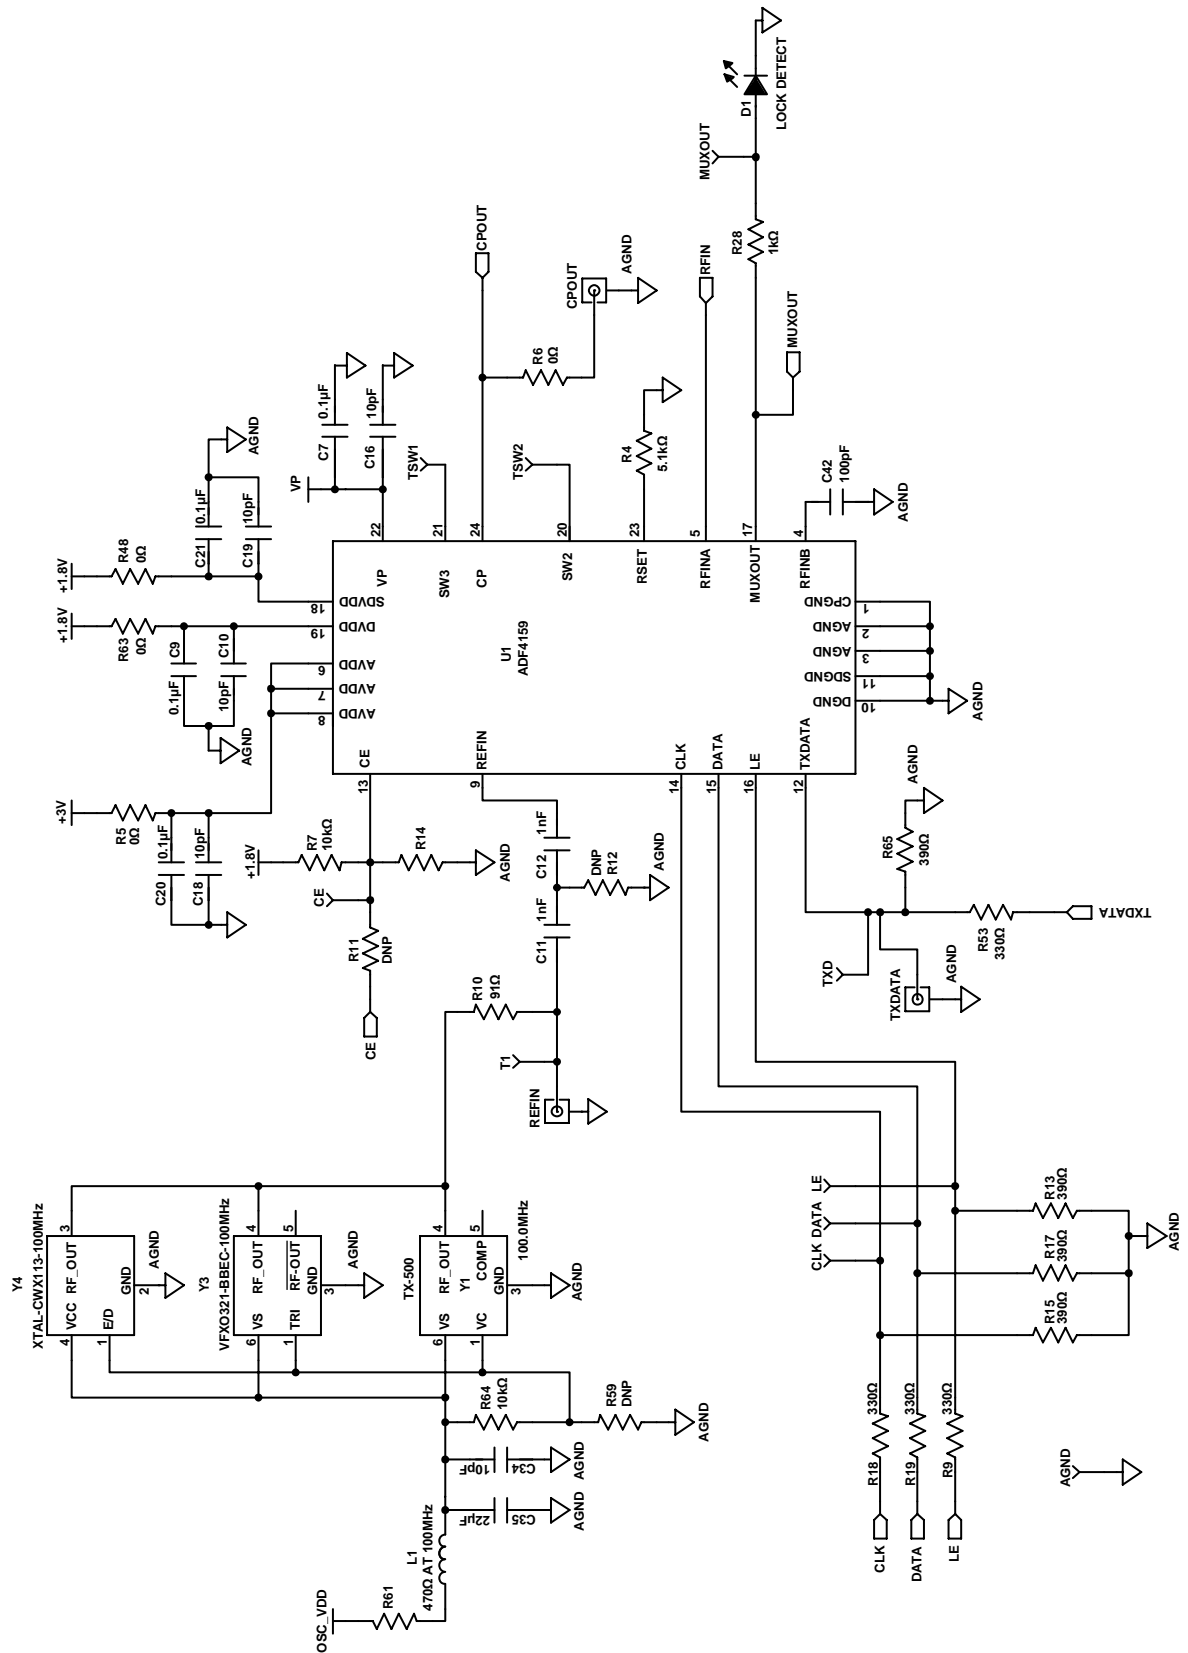 OSC_VDD
R61
L1
470Ω AT 100MHz
22µF
C35
AGND
10pF
C34
AGND
R64
10kΩ
R59
DNP
AGND
Y4
XTAL-CWX113-100MHz
4
VCC
RF_OUT
3
1
E/D
GND
2
AGND
Y3
VFXO321-BBEC-100MHz
6
VS
RF_OUT
4
1
TRI
RF-OUT
5
GND
3
AGND
TX-500
6
VS
RF_OUT
4
Y1
1
VC
COMP
5
GND
3
100.0MHz
AGND
T1
REFIN
R10
91Ω
C11
1nF
C12
1nF
DNP
R12
AGND
CE
R11
DNP
CE
+1.8V
R7
10kΩ
R14
AGND
+3V
R5
0Ω
0.1µF
C20
10pF
C18
+1.8V
R63
0Ω
C9
0.1µF
C10
10pF
AGND
+1.8V
R48
0Ω
0.1µF
C21
10pF
C19
AGND
VP
C7
0.1µF
C16
10pF
TSW1
CPOUT
R6
0Ω
CPOUT
AGND
TSW2
R4
5.1kΩ
RFIN
MUXOUT
R28
1kΩ
MUXOUT
D1
LOCK DETECT
C42
100pF
AGND
U1
ADF4159
8
AVDD
7
AVDD
6
AVDD
19
DVDD
18
SDVDD
13
CE
9
REFIN
14
CLK
15
DATA
16
LE
12
TXDATA
22
VP
21
SW3
24
CP
20
SW2
23
RSET
5
RFINA
17
MUXOUT
4
RFINB
10
DGND
11
SDGND
3
AGND
2
AGND
1
CPGND
AGND
R65
390Ω
AGND
R53
330Ω
TXDATA
TXD
TXDATA
AGND
CLK
DATA
LE
R15
390Ω
R17
390Ω
R13
390Ω
AGND
CLK
R18
330Ω
DATA
R19
330Ω
LE
R9
330Ω
AGND